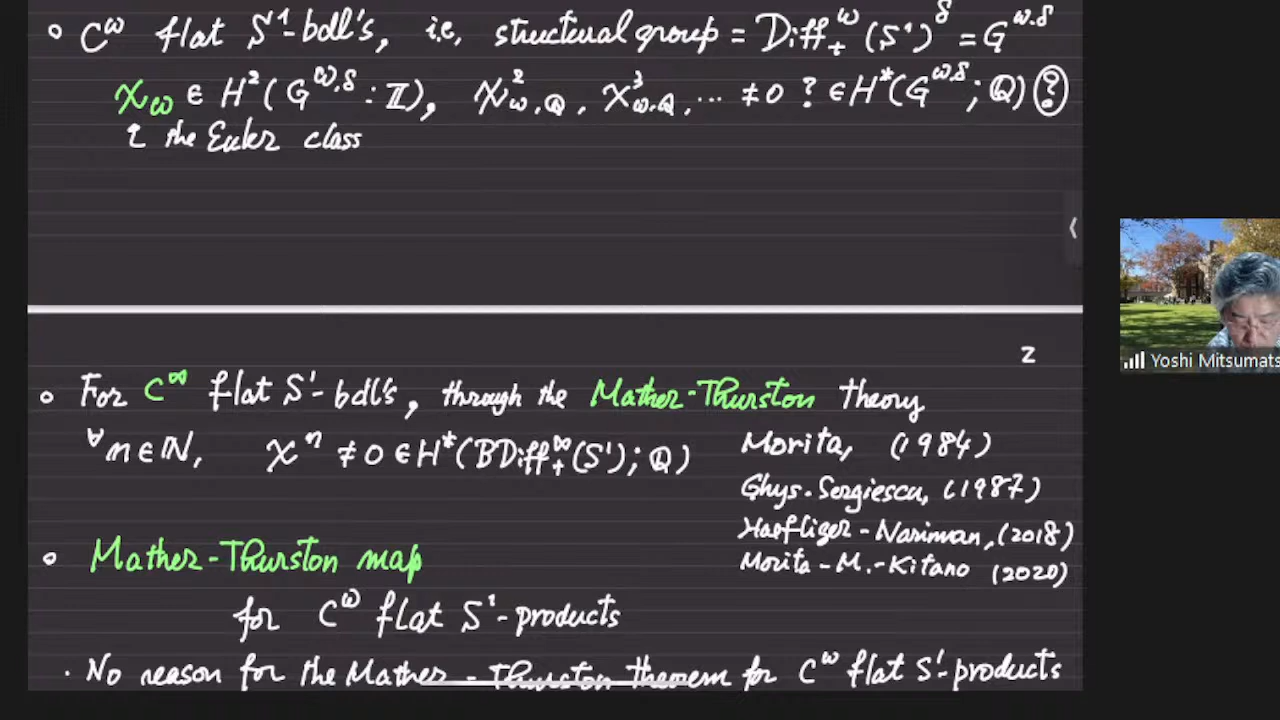 ◦ C^ω flat S¹-bdl's, i.e, structural group = Diff₊^ω(S¹)^δ = G^{ω,δ}
χ_ω ∈ H²(G^{ω,δ} : ℤ), χ²_{ω,ℚ}, χ³_{ω,ℚ}, ... ≠ 0 ? ∈ H*(G^{ω,δ}; ℚ) ?
the Euler class
2
◦ For C^∞ flat S¹-bdl's, through the Mather-Thurston Theory
∀n∈ℕ, χⁿ ≠ 0 ∈ H*(BDiff₊^∞(S¹); ℚ)
Morita, (1984)
Ghys-Sergiescu, (1987)
Haefliger-Nariman, (2018)
Morita-M.-Kitano (2020)
◦ Mather-Thurston map
for C^ω flat S¹-products
· No reason for the Mather-Thurston theorem for C^ω flat S¹-products
Yoshi Mitsumats